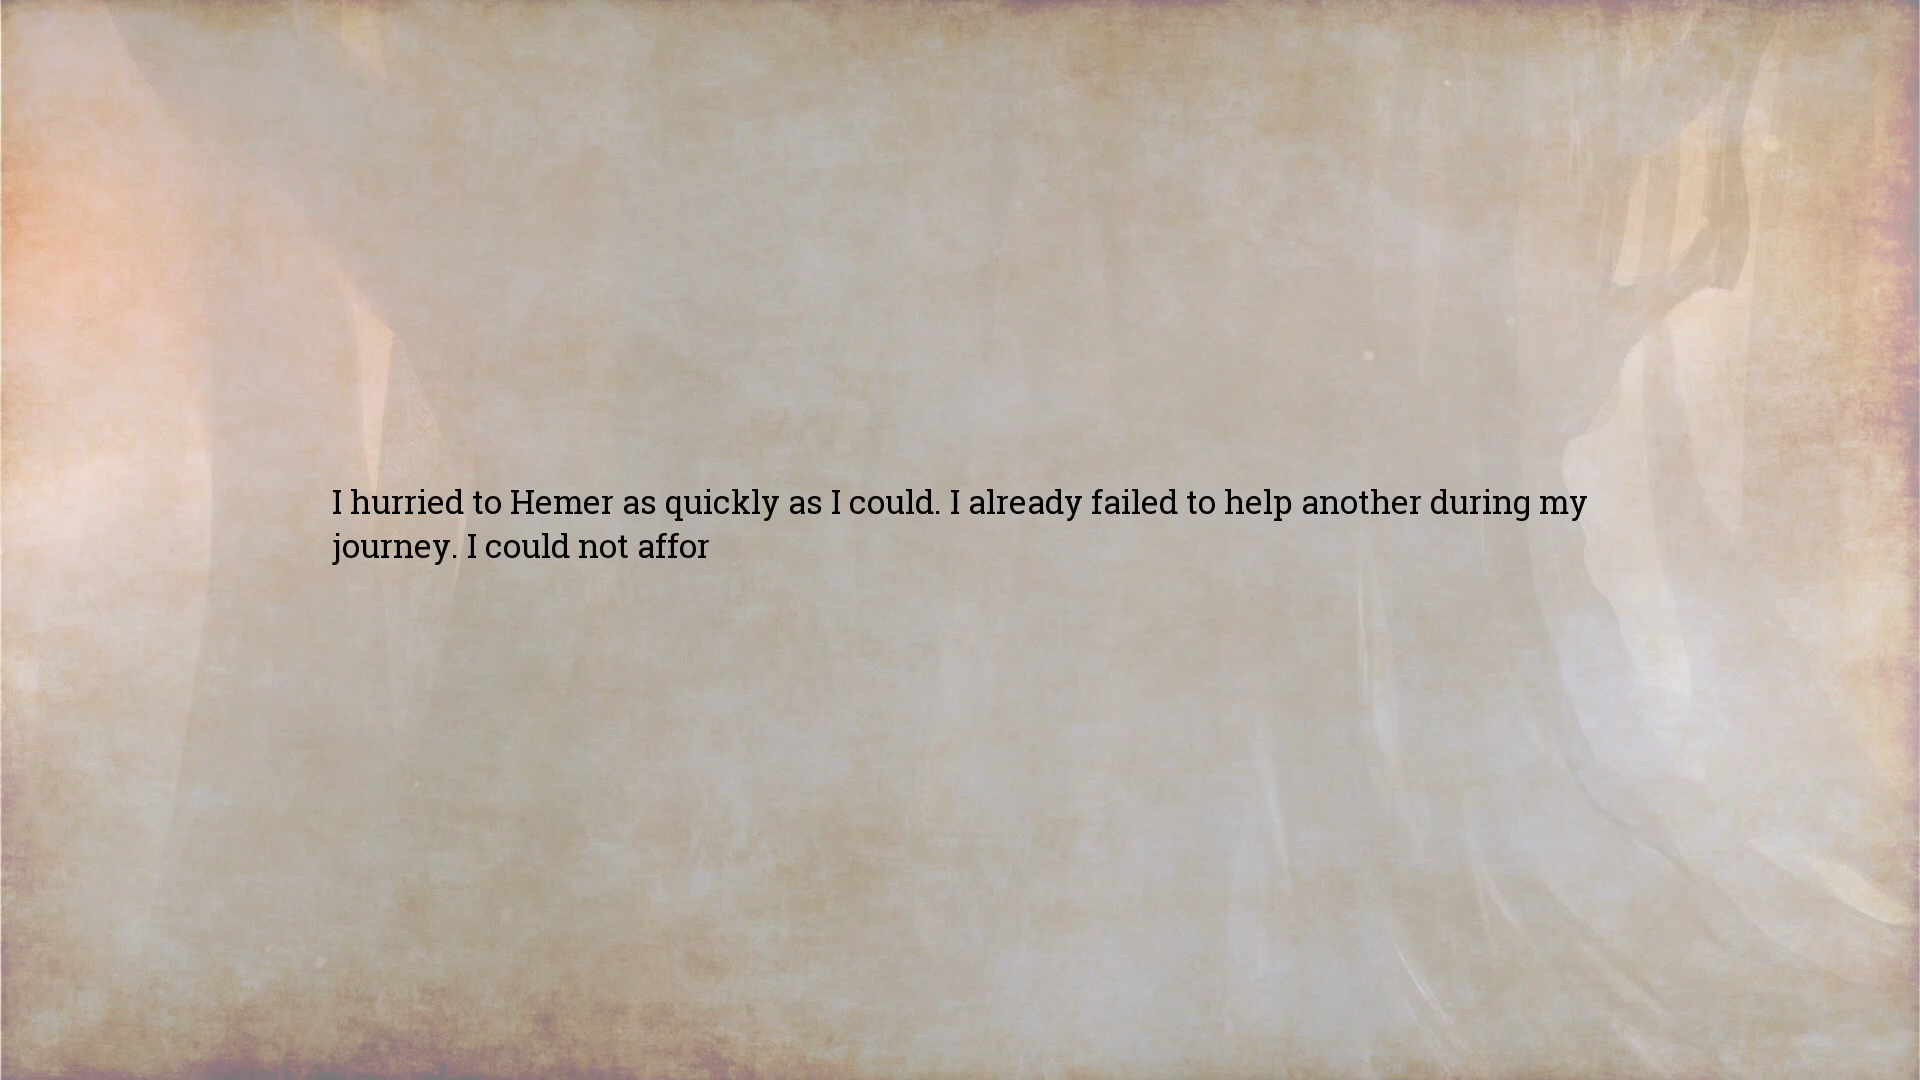 I hurried to Hemer as quickly as I could. I already failed to help another during my
journey. I could not affor